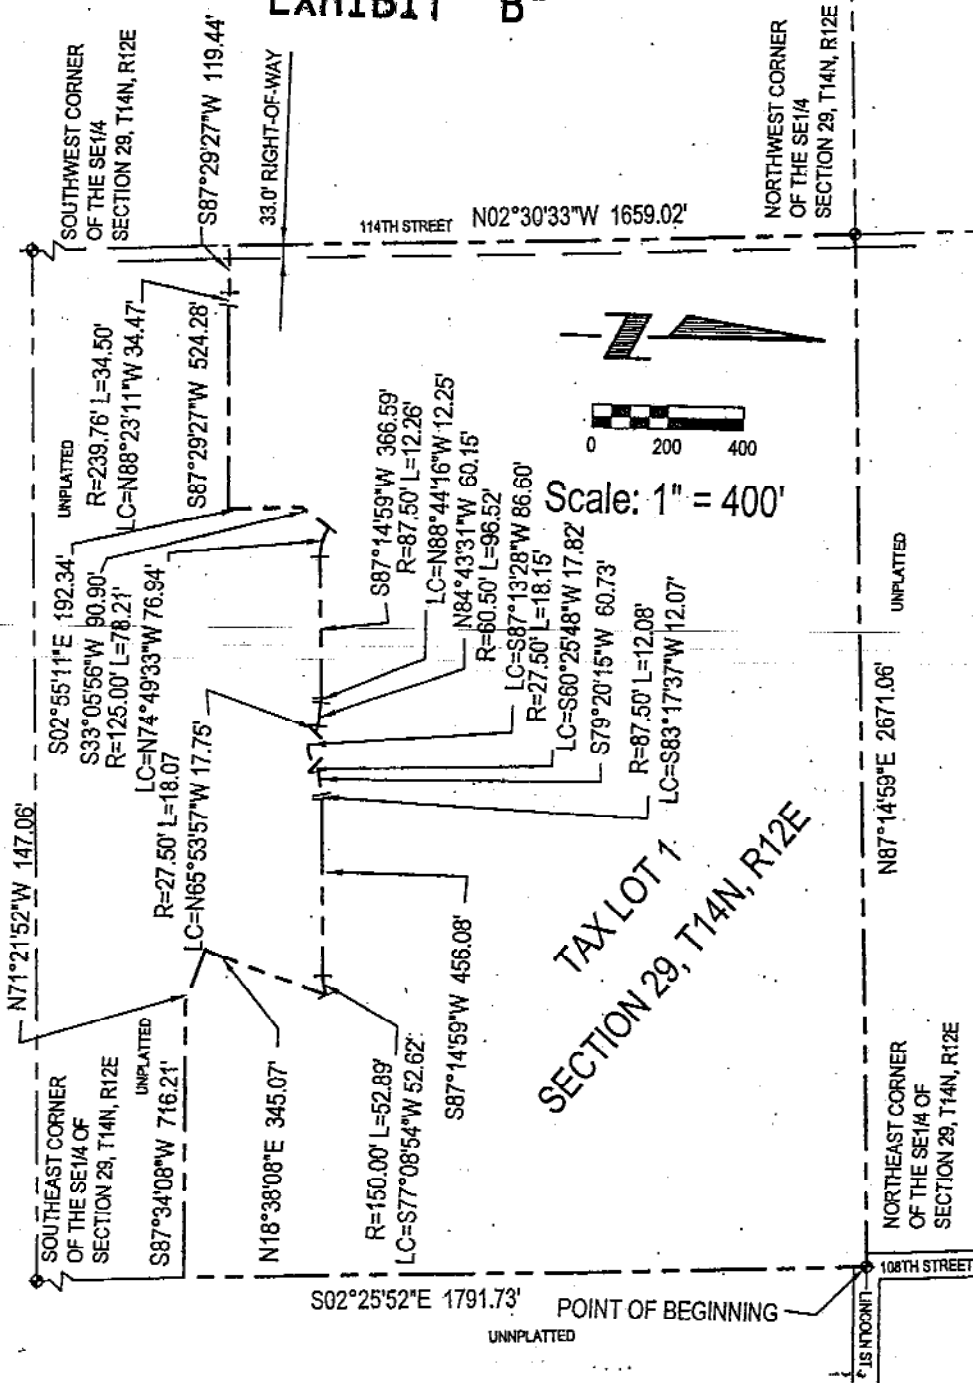 EXHIBIT "B"
SOUTHWEST CORNER
OF THE SE1/4
SECTION 29, T14N, R12E
S87°29'27"W 119.44'
33.0' RIGHT-OF-WAY
114TH STREET
N02°30'33"W 1659.02'
NORTHWEST CORNER
OF THE SE1/4
SECTION 29, T14N, R12E
UNPLATTED
R=239.76' L=34.50'
LC=N88°23'11"W 34.47'
S87°29'27"W 524.28'
S02°55'11"E 192.34'
S33°05'56"W 90.90'
R=125.00' L=78.21'
LC=N74°49'33"W 76.94'
R=27.50' L=18.07
LC=N65°53'57"W 17.75'
S87°14'59"W 366.59'
R=87.50' L=12.26'
LC=N88°44'16"W 12.25'
N84°43'31"W 60.15'
R=60.50' L=96.52'
LC=S87°13'28"W 86.60'
R=27.50' L=18.15'
LC=S60°25'48"W 17.82'
S79°20'15"W 60.73'
R=87.50' L=12.08'
LC=S83°17'37"W 12.07'
0 200 400
Scale: 1" = 400'
UNPLATTED
N87°14'59"E 2671.06'
N71°21'52"W 147.06'
SOUTHEAST CORNER
OF THE SE1/4 OF
SECTION 29, T14N, R12E
UNPLATTED
S87°34'08"W 716.21'
N18°38'08"E 345.07'
R=150.00' L=52.89'
LC=S77°08'54"W 52.62'
S87°14'59"W 456.08'
TAX LOT 1
SECTION 29, T14N, R12E
NORTHEAST CORNER
OF THE SE1/4 OF
SECTION 29, T14N, R12E
S02°25'52"E 1791.73'
POINT OF BEGINNING
UNNPLATTED
108TH STREET
LINCOLN ST.